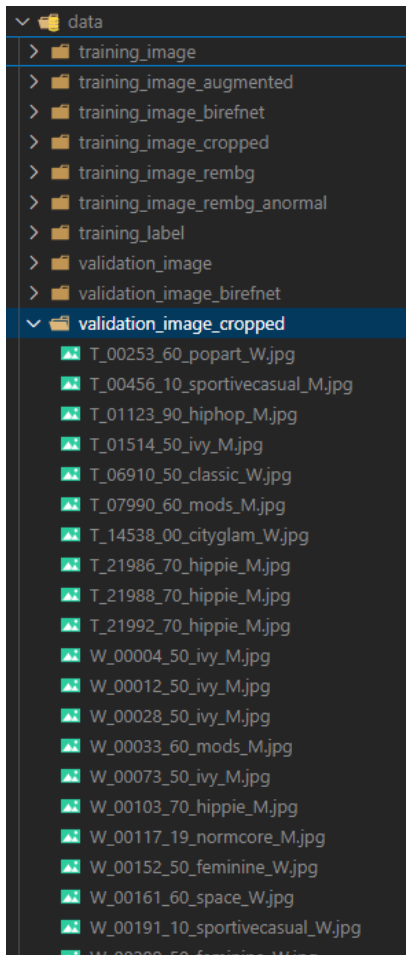 data
training_image
training_image_augmented
training_image_birefnet
training_image_cropped
training_image_rembg
training_image_rembg_anormal
training_label
validation_image
validation_image_birefnet
validation_image_cropped
T_00253_60_popart_W.jpg
T_00456_10_sportivecasual_M.jpg
T_01123_90_hiphop_M.jpg
T_01514_50_ivy_M.jpg
T_06910_50_classic_W.jpg
T_07990_60_mods_M.jpg
T_14538_00_cityglam_W.jpg
T_21986_70_hippie_M.jpg
T_21988_70_hippie_M.jpg
T_21992_70_hippie_M.jpg
W_00004_50_ivy_M.jpg
W_00012_50_ivy_M.jpg
W_00028_50_ivy_M.jpg
W_00033_60_mods_M.jpg
W_00073_50_ivy_M.jpg
W_00103_70_hippie_M.jpg
W_00117_19_normcore_M.jpg
W_00152_50_feminine_W.jpg
W_00161_60_space_W.jpg
W_00191_10_sportivecasual_W.jpg